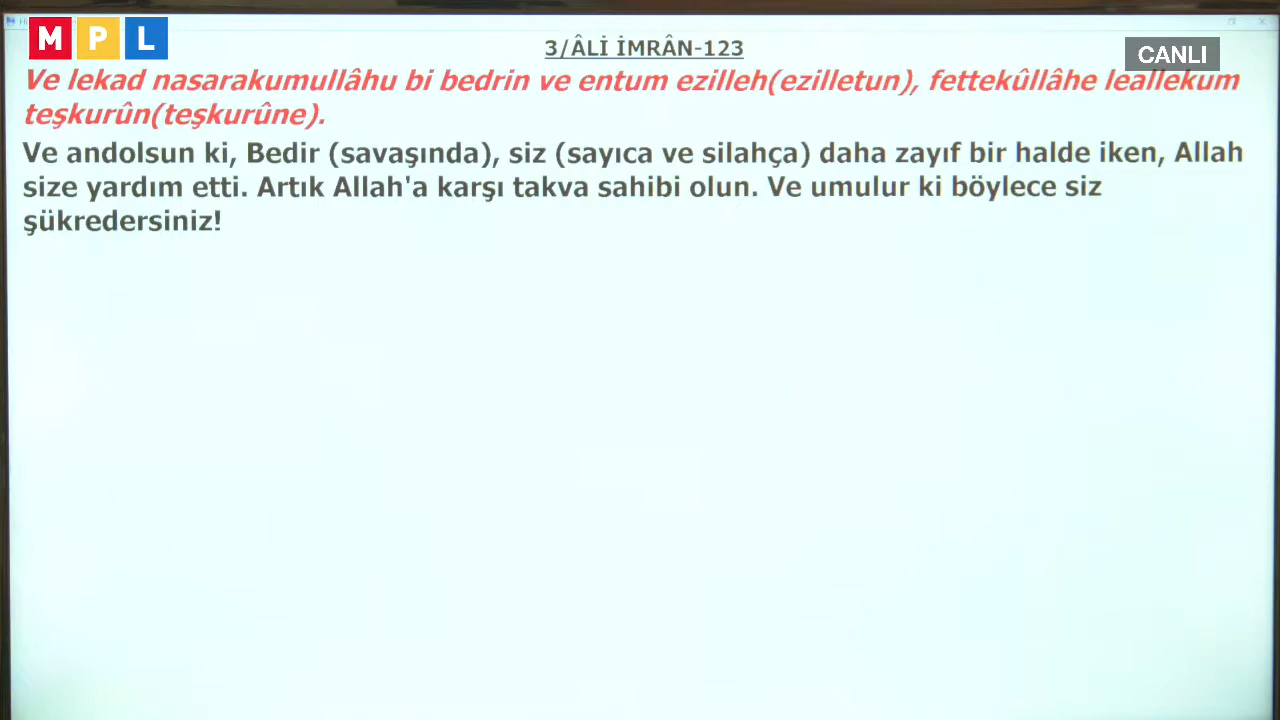 M P L
CANLI
3/ÂLİ İMRÂN-123
Ve lekad nasarakumullâhu bi bedrin ve entum ezilleh(ezilletun), fettekûllâhe leallekum
teşkurûn(teşkurûne).
Ve andolsun ki, Bedir (savaşında), siz (sayıca ve silahça) daha zayıf bir halde iken, Allah
size yardım etti. Artık Allah'a karşı takva sahibi olun. Ve umulur ki böylece siz
şükredersiniz!